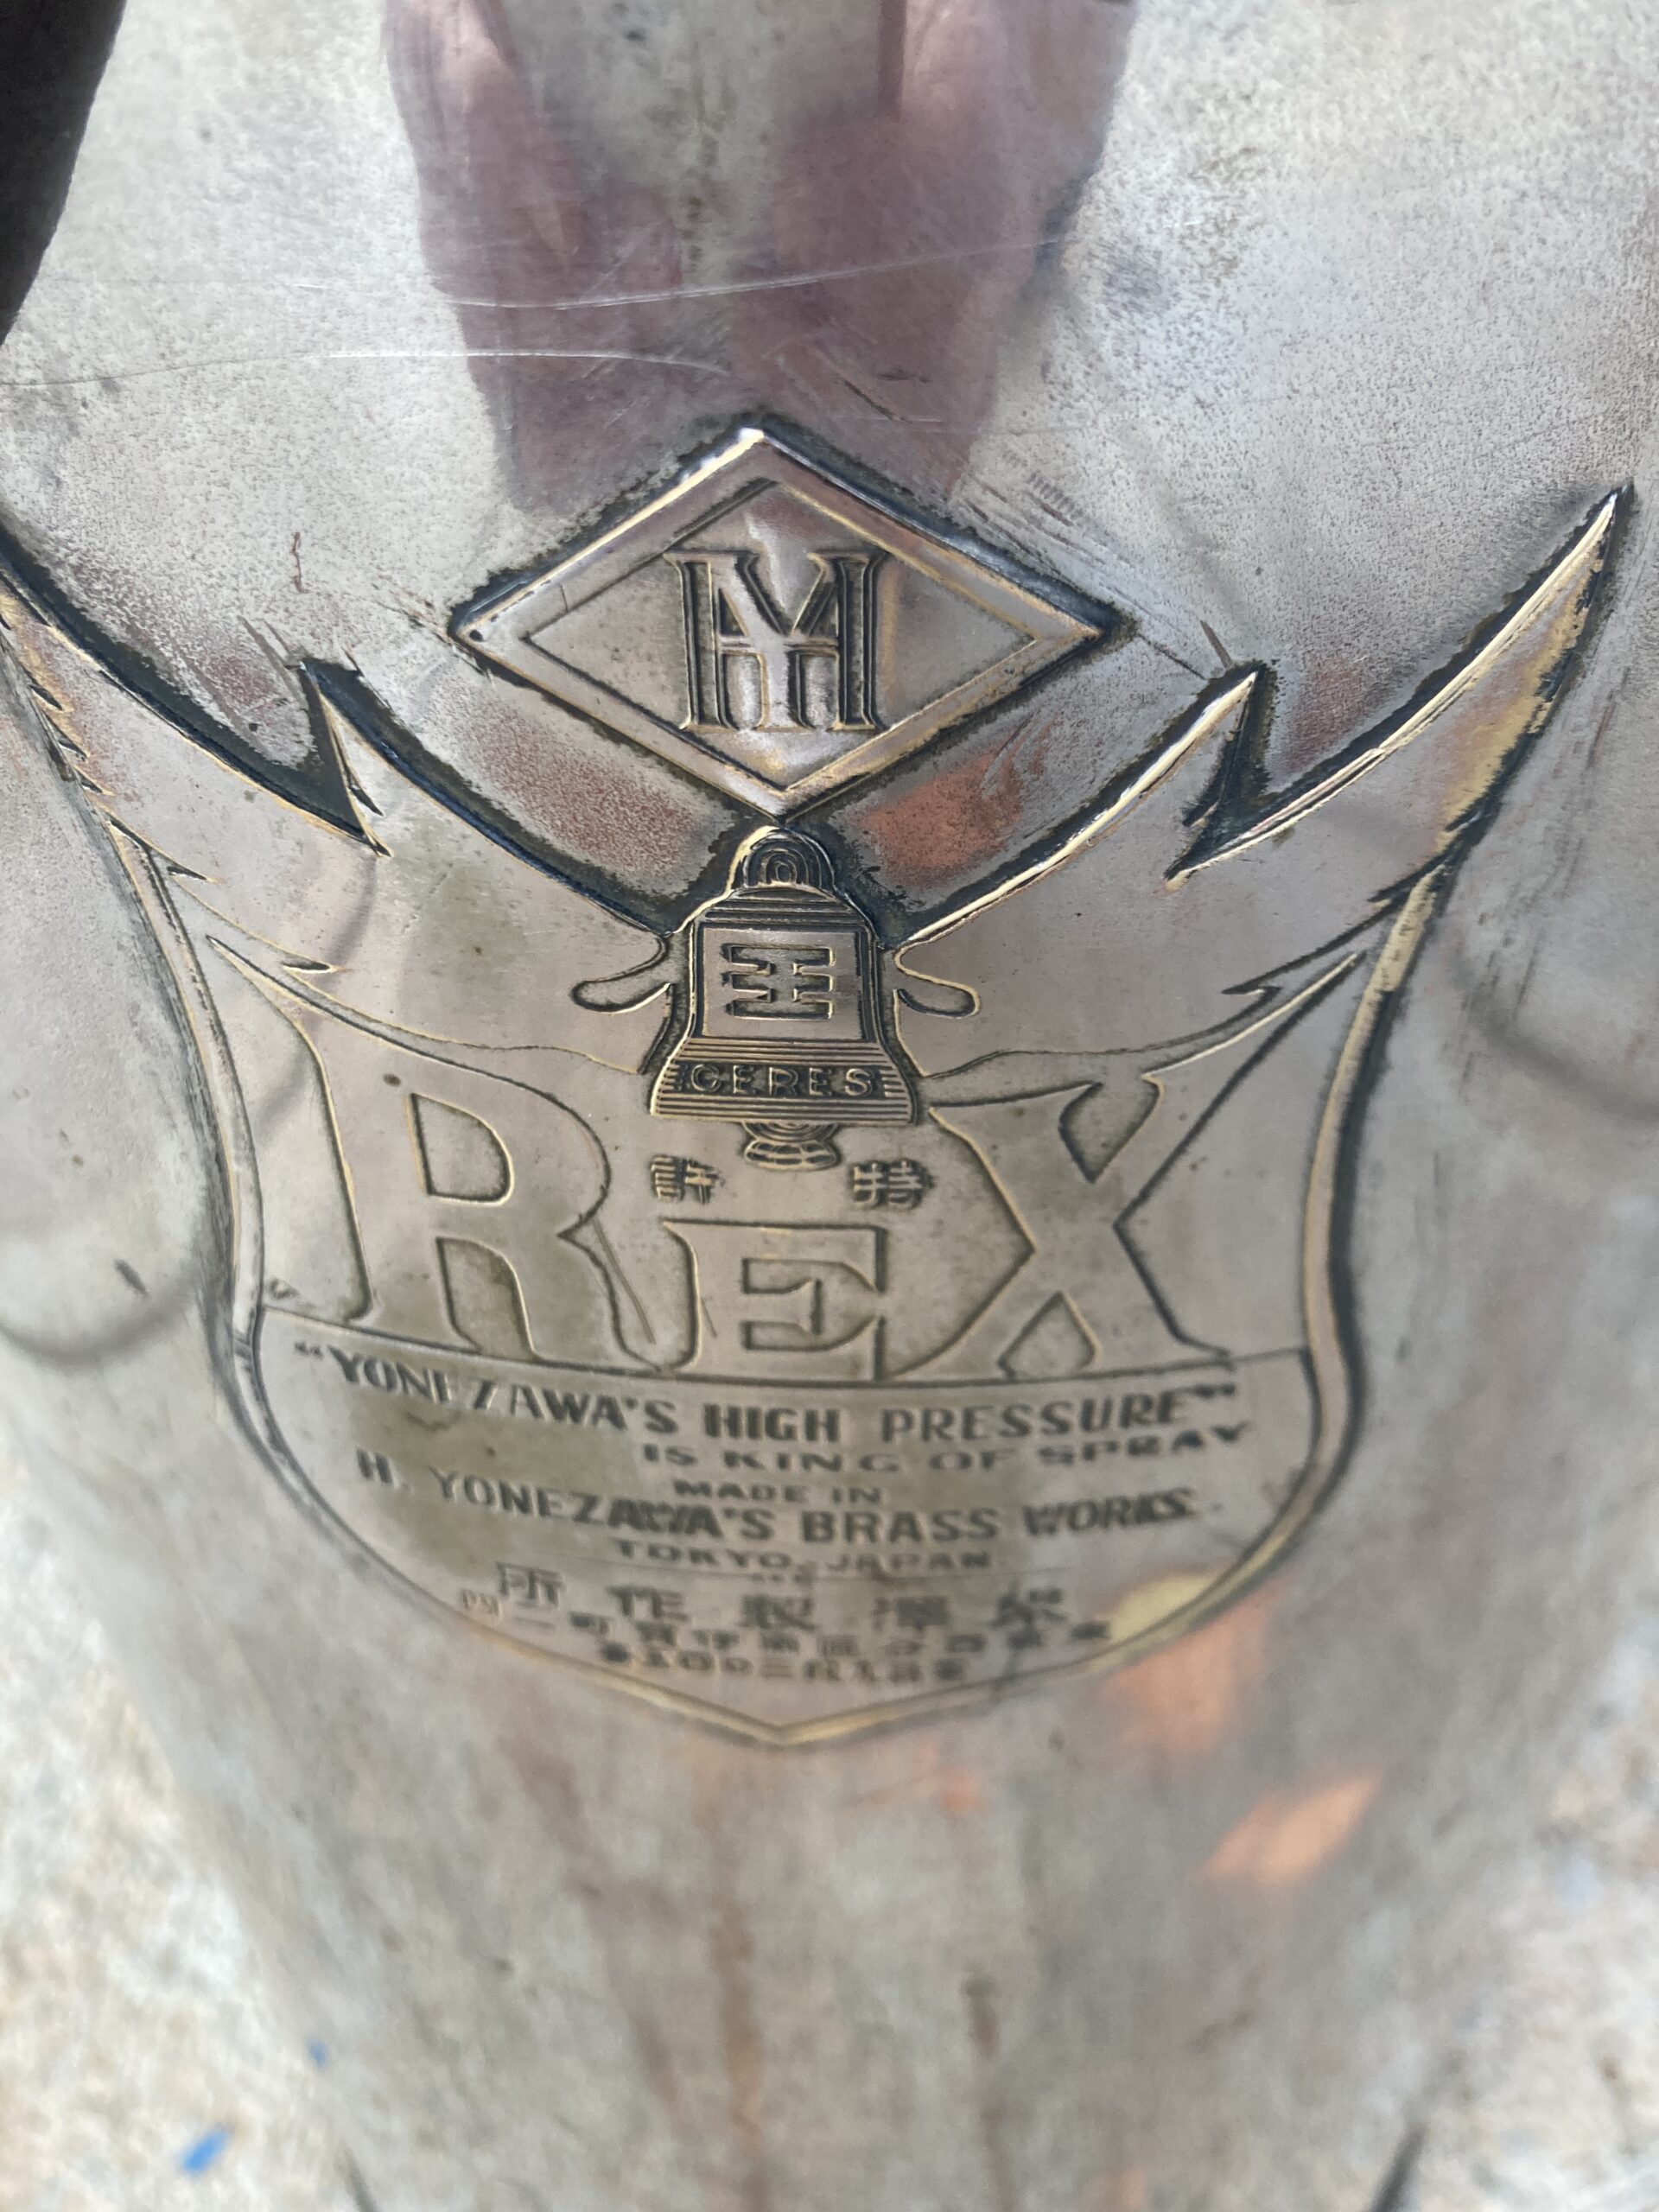 HY
王
CERES
許特
REX
"YONEZAWA'S HIGH PRESSURE"
IS KING OF SPRAY
MADE IN
H. YONEZAWA'S BRASS WORKS.
TOKYO, JAPAN
所作製澤米